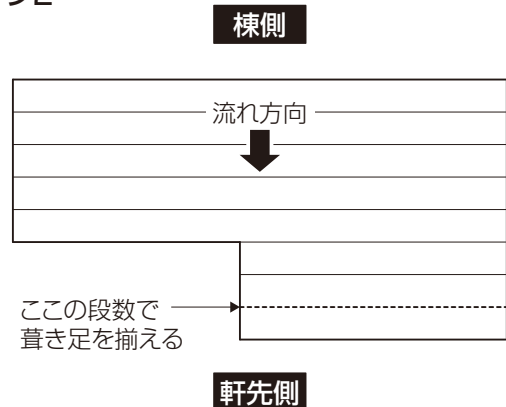 棟側
流れ方向
ここの段数で
葺き足を揃える
軒先側